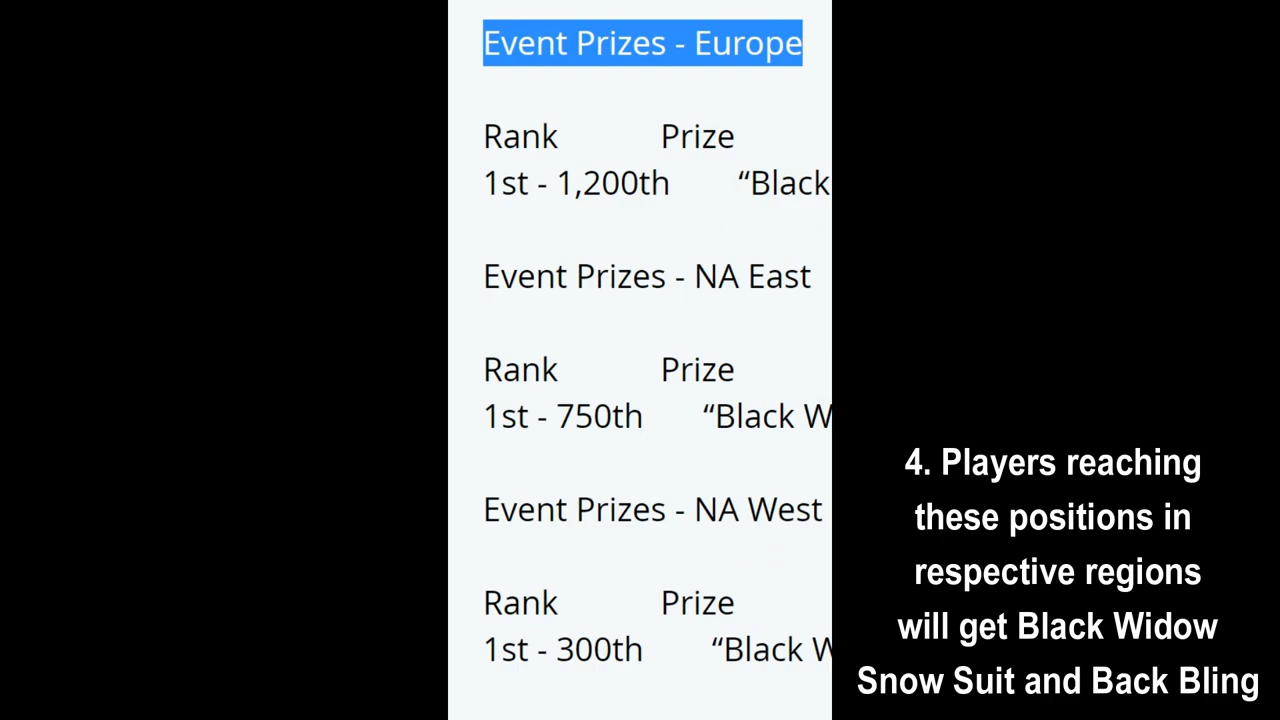 Event Prizes - Europe
Rank Prize
1st - 1,200th “Black
Event Prizes - NA East
Rank Prize
1st - 750th “Black W
Event Prizes - NA West
Rank Prize
1st - 300th “Black W
4. Players reaching
these positions in
respective regions
will get Black Widow
Snow Suit and Back Bling